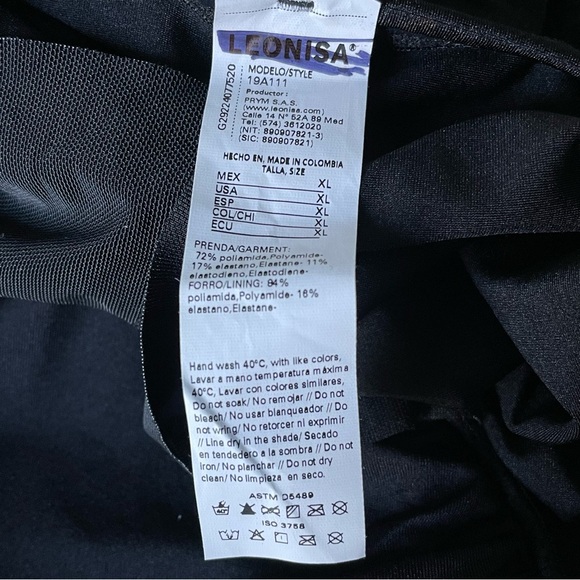 LEONISA®
MODELO/STYLE
19A111
Productor :
PRYM S.A.S.
(www.leonisa.com)
Calle 14 N° 52A 89 Med
Tel: (574) 3612020
(NIT: 890907821-3)
(SIC: 890907821)
G29224077520
HECHO EN, MADE IN COLOMBIA
TALLA, SIZE
MEX XL
USA XL
ESP XL
COL/CHI XL
ECU XL
PRENDA/GARMENT:
72% poliamida,Polyamide-
17% elastano,Elastane- 11%
elastodieno,Elastodiene-
FORRO/LINING: 84%
poliamida,Polyamide- 16%
elastano,Elastane-
Hand wash 40°C, with like colors,
Lavar a mano temperatura máxima
40°C, Lavar con colores similares,
Do not soak/ No remojar // Do not
bleach/ No usar blanqueador // Do
not wring/ No retorcer ni exprimir
// Line dry in the shade/ Secado
en tendedero a la sombra // Do not
iron/ No planchar // Do not dry
clean/ No limpieza en seco.
ASTM D5489
ISO 3758